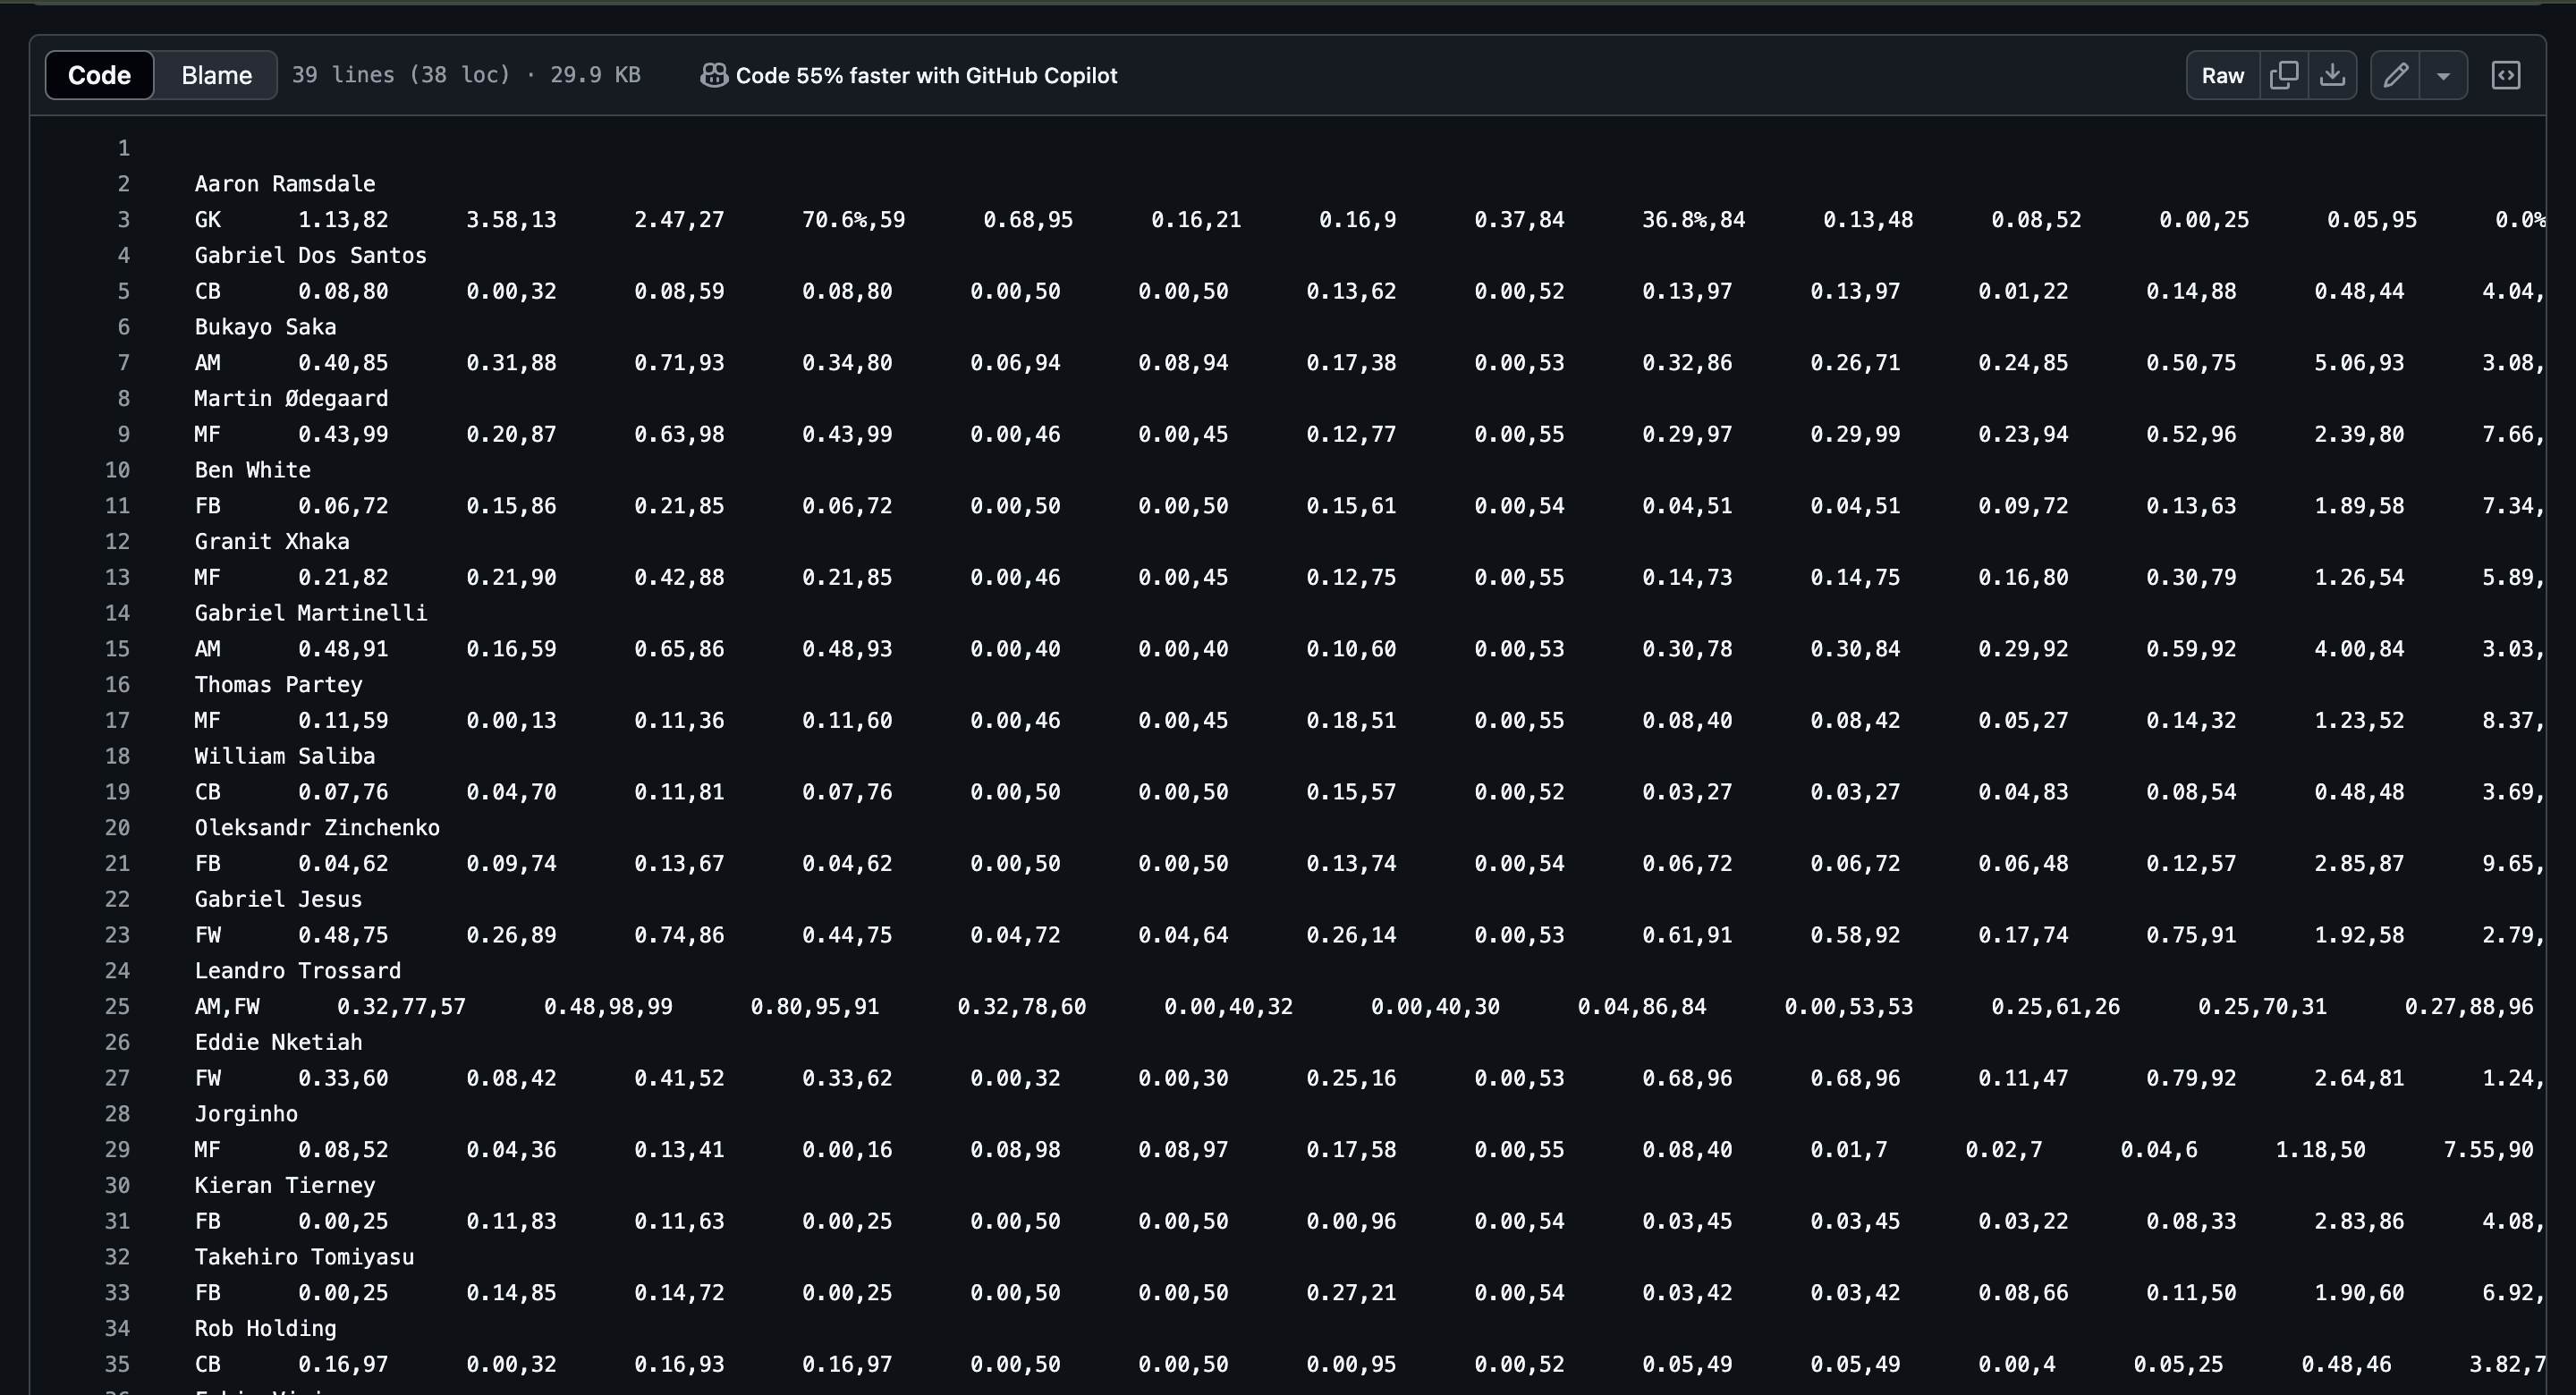 Code Blame 39 lines (38 loc) · 29.9 KB Code 55% faster with GitHub Copilot Raw
1
2 Aaron Ramsdale
3 GK 1.13,82 3.58,13 2.47,27 70.6%,59 0.68,95 0.16,21 0.16,9 0.37,84 36.8%,84 0.13,48 0.08,52 0.00,25 0.05,95 0.0%
4 Gabriel Dos Santos
5 CB 0.08,80 0.00,32 0.08,59 0.08,80 0.00,50 0.00,50 0.13,62 0.00,52 0.13,97 0.13,97 0.01,22 0.14,88 0.48,44 4.04,
6 Bukayo Saka
7 AM 0.40,85 0.31,88 0.71,93 0.34,80 0.06,94 0.08,94 0.17,38 0.00,53 0.32,86 0.26,71 0.24,85 0.50,75 5.06,93 3.08,
8 Martin Ødegaard
9 MF 0.43,99 0.20,87 0.63,98 0.43,99 0.00,46 0.00,45 0.12,77 0.00,55 0.29,97 0.29,99 0.23,94 0.52,96 2.39,80 7.66,
10 Ben White
11 FB 0.06,72 0.15,86 0.21,85 0.06,72 0.00,50 0.00,50 0.15,61 0.00,54 0.04,51 0.04,51 0.09,72 0.13,63 1.89,58 7.34,
12 Granit Xhaka
13 MF 0.21,82 0.21,90 0.42,88 0.21,85 0.00,46 0.00,45 0.12,75 0.00,55 0.14,73 0.14,75 0.16,80 0.30,79 1.26,54 5.89,
14 Gabriel Martinelli
15 AM 0.48,91 0.16,59 0.65,86 0.48,93 0.00,40 0.00,40 0.10,60 0.00,53 0.30,78 0.30,84 0.29,92 0.59,92 4.00,84 3.03,
16 Thomas Partey
17 MF 0.11,59 0.00,13 0.11,36 0.11,60 0.00,46 0.00,45 0.18,51 0.00,55 0.08,40 0.08,42 0.05,27 0.14,32 1.23,52 8.37,
18 William Saliba
19 CB 0.07,76 0.04,70 0.11,81 0.07,76 0.00,50 0.00,50 0.15,57 0.00,52 0.03,27 0.03,27 0.04,83 0.08,54 0.48,48 3.69,
20 Oleksandr Zinchenko
21 FB 0.04,62 0.09,74 0.13,67 0.04,62 0.00,50 0.00,50 0.13,74 0.00,54 0.06,72 0.06,72 0.06,48 0.12,57 2.85,87 9.65,
22 Gabriel Jesus
23 FW 0.48,75 0.26,89 0.74,86 0.44,75 0.04,72 0.04,64 0.26,14 0.00,53 0.61,91 0.58,92 0.17,74 0.75,91 1.92,58 2.79,
24 Leandro Trossard
25 AM,FW 0.32,77,57 0.48,98,99 0.80,95,91 0.32,78,60 0.00,40,32 0.00,40,30 0.04,86,84 0.00,53,53 0.25,61,26 0.25,70,31 0.27,88,96
26 Eddie Nketiah
27 FW 0.33,60 0.08,42 0.41,52 0.33,62 0.00,32 0.00,30 0.25,16 0.00,53 0.68,96 0.68,96 0.11,47 0.79,92 2.64,81 1.24,
28 Jorginho
29 MF 0.08,52 0.04,36 0.13,41 0.00,16 0.08,98 0.08,97 0.17,58 0.00,55 0.08,40 0.01,7 0.02,7 0.04,6 1.18,50 7.55,90
30 Kieran Tierney
31 FB 0.00,25 0.11,83 0.11,63 0.00,25 0.00,50 0.00,50 0.00,96 0.00,54 0.03,45 0.03,45 0.03,22 0.08,33 2.83,86 4.08,
32 Takehiro Tomiyasu
33 FB 0.00,25 0.14,85 0.14,72 0.00,25 0.00,50 0.00,50 0.27,21 0.00,54 0.03,42 0.03,42 0.08,66 0.11,50 1.90,60 6.92,
34 Rob Holding
35 CB 0.16,97 0.00,32 0.16,93 0.16,97 0.00,50 0.00,50 0.00,95 0.00,52 0.05,49 0.05,49 0.00,4 0.05,25 0.48,46 3.82,7